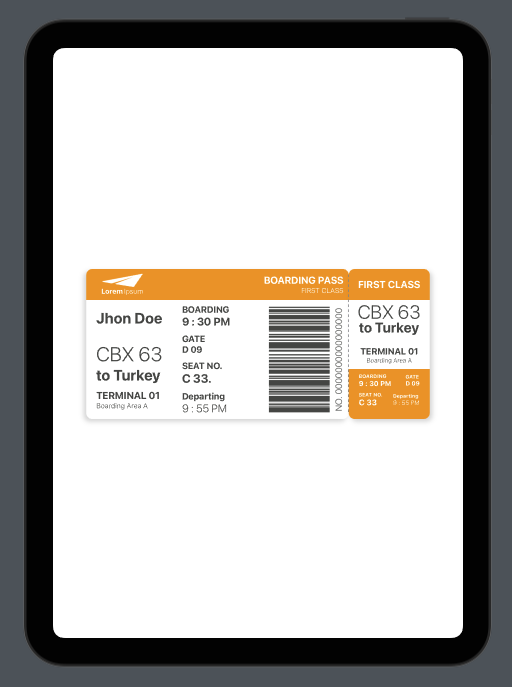 LoremIpsum
BOARDING PASS
FIRST CLASS
Jhon Doe
CBX 63
to Turkey
TERMINAL 01
Boarding Area A
BOARDING
9 : 30 PM
GATE
D 09
SEAT NO.
C 33.
Departing
9 : 55 PM
NO. 0000000000000000
FIRST CLASS
CBX 63
to Turkey
TERMINAL 01
Boarding Area A
BOARDING
9 : 30 PM
GATE
D 09
SEAT NO.
C 33
Departing
9 : 55 PM